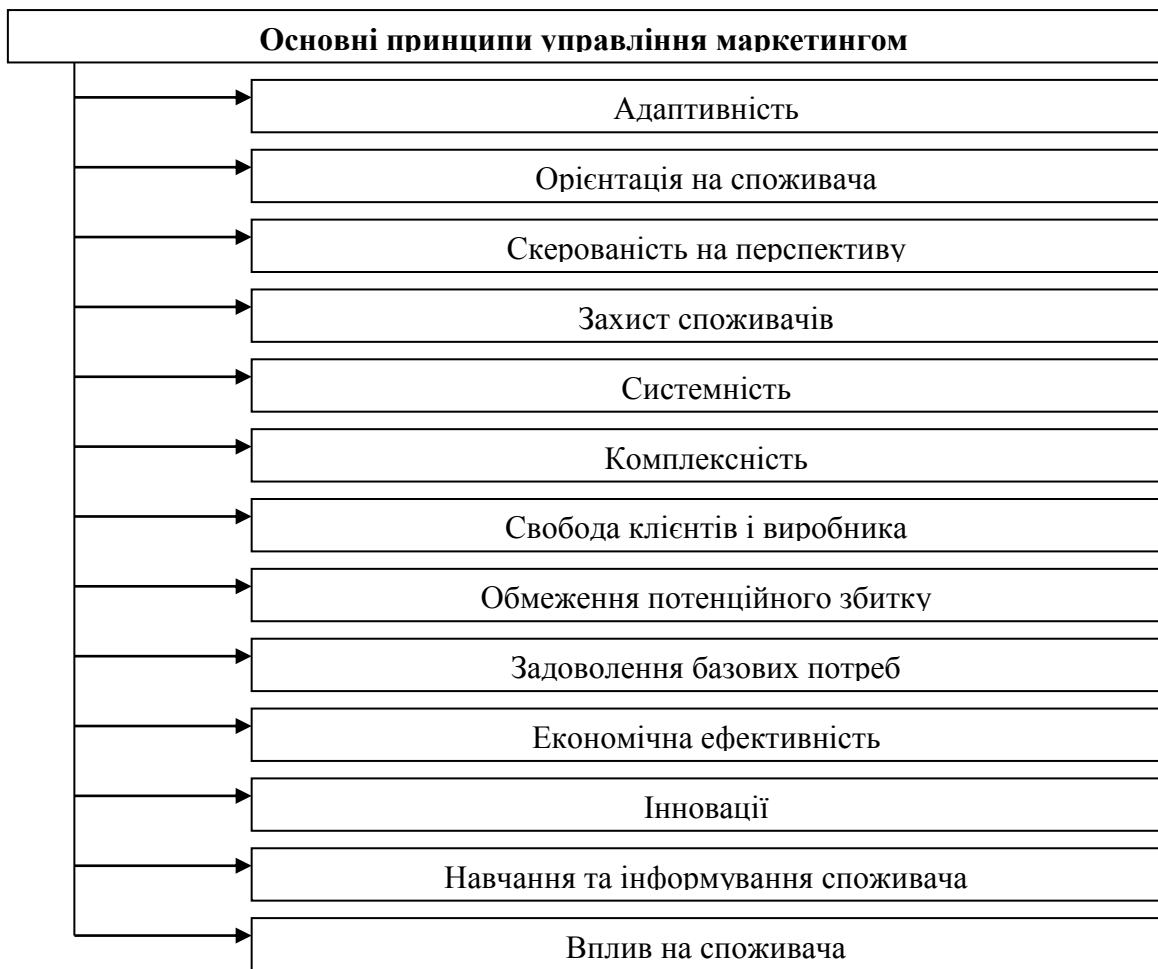 Основні принципи управління маркетингом
Адаптивність
Орієнтація на споживача
Скерованість на перспективу
Захист споживачів
Системність
Комплексність
Свобода клієнтів і виробника
Обмеження потенційного збитку
Задоволення базових потреб
Економічна ефективність
Інновації
Навчання та інформування споживача
Вплив на споживача